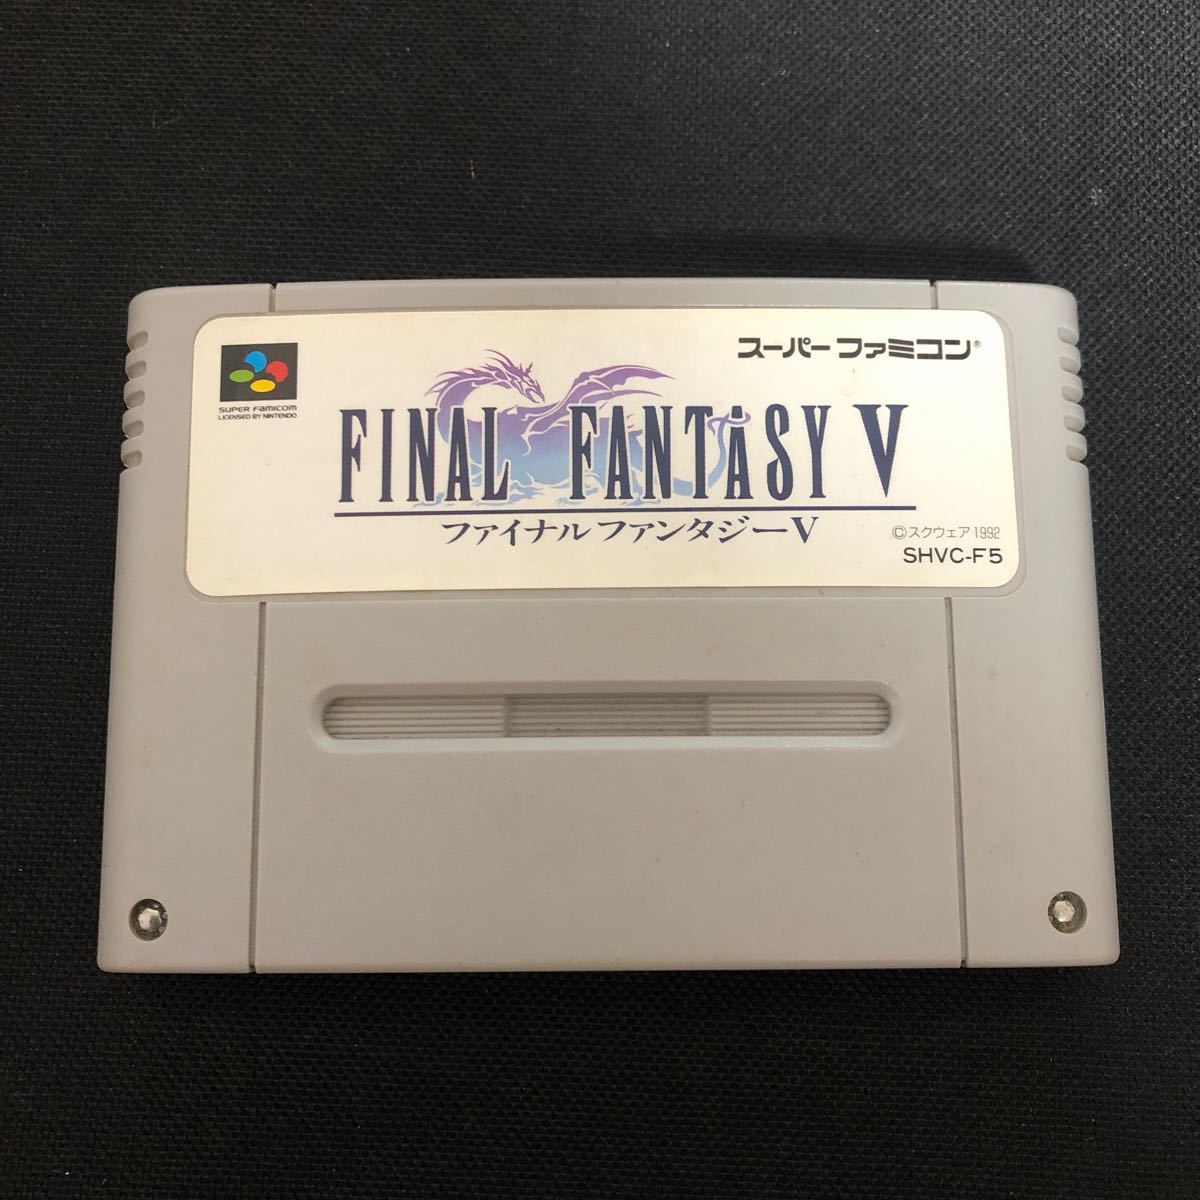 スーパーファミコン®
SUPER FAMICOM
LICENSED BY NINTENDO
FINAL FANTASY V
ファイナルファンタジーV
©スクウェア 1992
SHVC-F5